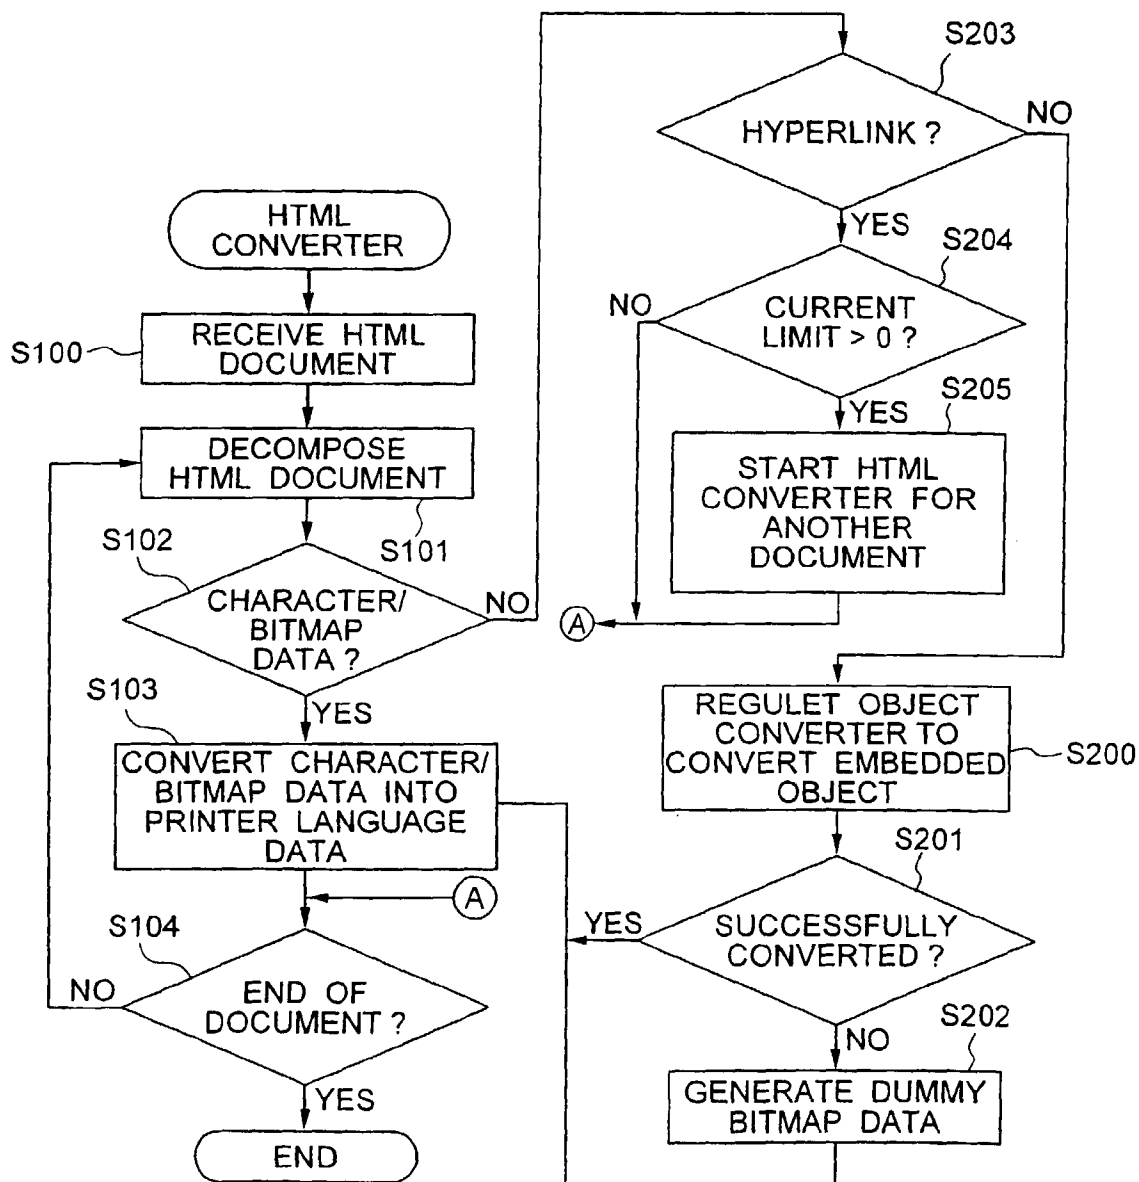 HTML
CONVERTER
S100
RECEIVE HTML
DOCUMENT
DECOMPOSE
HTML DOCUMENT
S101
S102
CHARACTER/
BITMAP
DATA ?
NO
YES
S103
CONVERT CHARACTER/
BITMAP DATA INTO
PRINTER LANGUAGE
DATA
A
S104
END OF
DOCUMENT ?
NO
YES
END
S203
HYPERLINK ?
NO
YES
S204
CURRENT
LIMIT > 0 ?
NO
YES
S205
START HTML
CONVERTER FOR
ANOTHER
DOCUMENT
A
REGULET OBJECT
CONVERTER TO
CONVERT EMBEDDED
OBJECT
S200
S201
SUCCESSFULLY
CONVERTED ?
YES
NO
S202
GENERATE DUMMY
BITMAP DATA